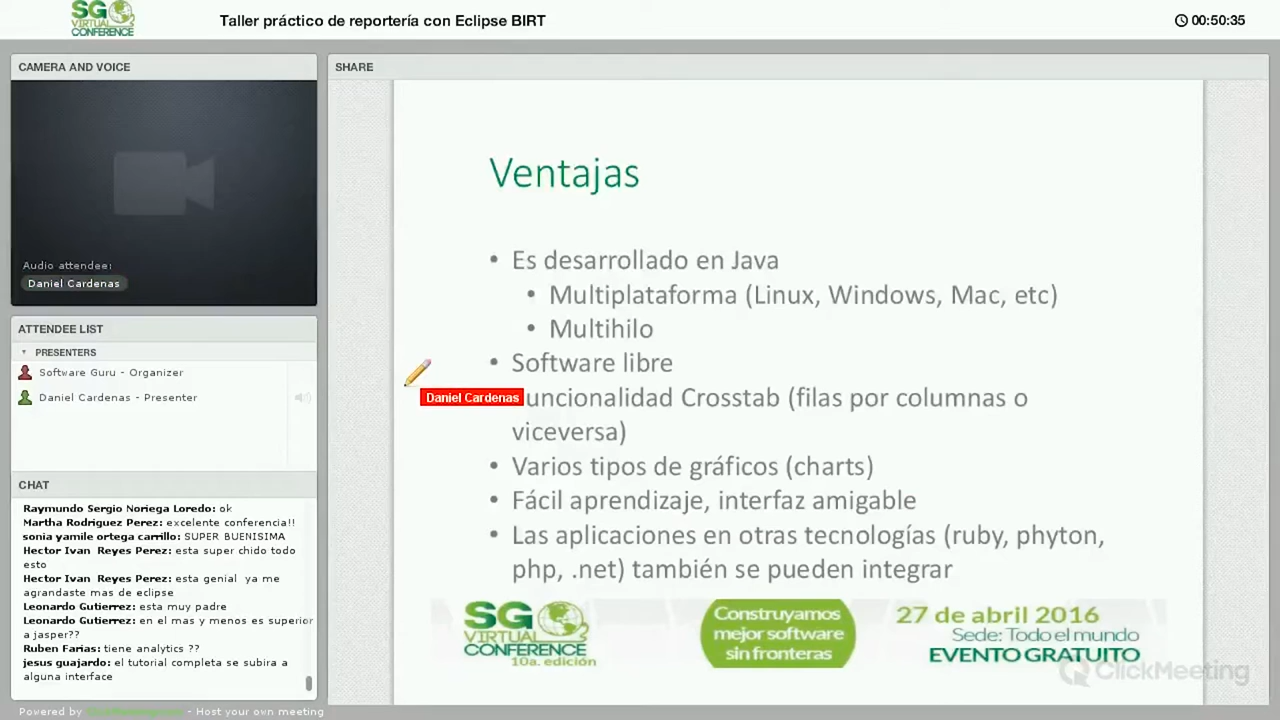 SG
VIRTUAL
CONFERENCE
Taller práctico de reportería con Eclipse BIRT
00:50:35
CAMERA AND VOICE
Audio attendee:
Daniel Cardenas
ATTENDEE LIST
PRESENTERS
Software Guru - Organizer
Daniel Cardenas - Presenter
CHAT
Raymundo Sergio Noriega Loredo: ok
Martha Rodriguez Perez: excelente conferencia!!
sonia yamile ortega carrillo: SUPER BUENISIMA
Hector Ivan Reyes Perez: esta super chido todo
esto
Hector Ivan Reyes Perez: esta genial ya me
agrandaste mas de eclipse
Leonardo Gutierrez: esta muy padre
Leonardo Gutierrez: en el mas y menos es superior
a jasper??
Ruben Farias: tiene analytics ??
jesus guajardo: el tutorial completa se subira a
alguna interface
SHARE
Ventajas
• Es desarrollado en Java
• Multiplataforma (Linux, Windows, Mac, etc)
• Multihilo
• Software libre
Daniel Cardenas
uncionalidad Crosstab (filas por columnas o
viceversa)
• Varios tipos de gráficos (charts)
• Fácil aprendizaje, interfaz amigable
• Las aplicaciones en otras tecnologías (ruby, phyton,
php, .net) también se pueden integrar
SG
VIRTUAL
CONFERENCE
10a. edición
Construyamos
mejor software
sin fronteras
27 de abril 2016
Sede: Todo el mundo
EVENTO GRATUITO
ClickMeeting
Powered by ClickMeeting.com - Host your own meeting